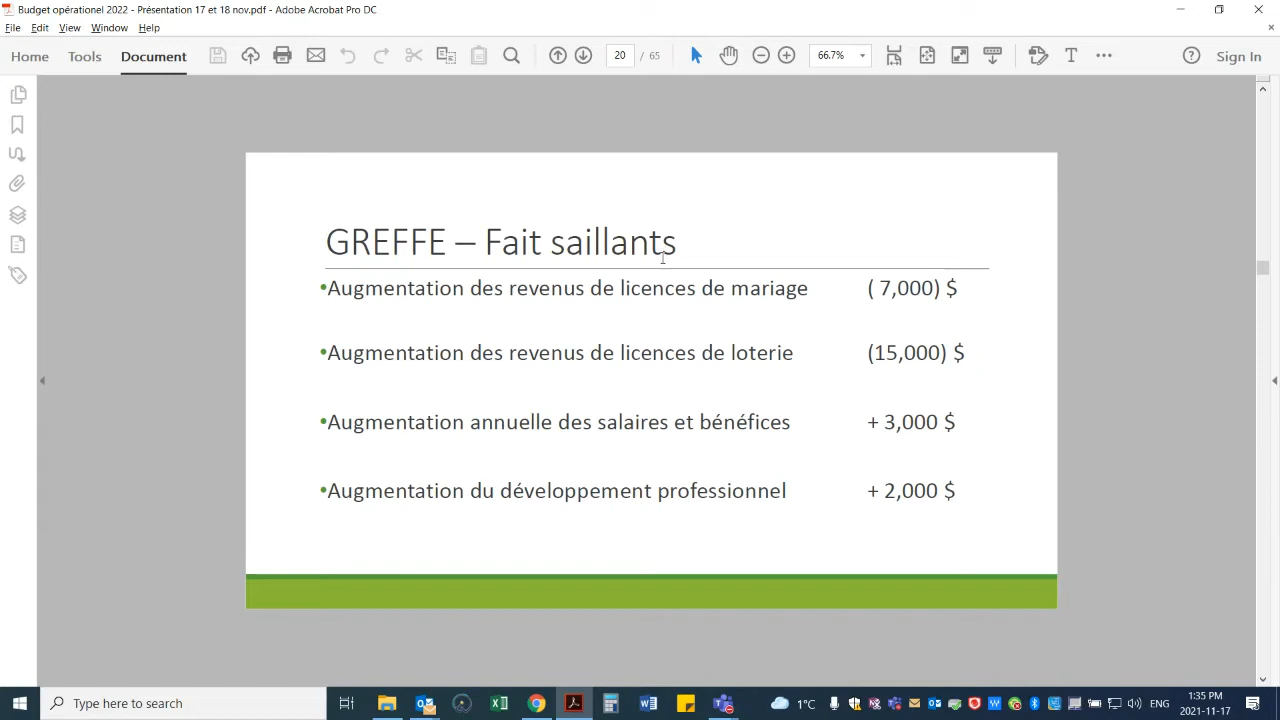 Budget opérationel 2022 - Présentation 17 et 18 nov.pdf - Adobe Acrobat Pro DC
File Edit View Window Help
Home Tools Document 20 / 65 66.7% Sign In
GREFFE – Fait saillants
•Augmentation des revenus de licences de mariage ( 7,000) $
•Augmentation des revenus de licences de loterie (15,000) $
•Augmentation annuelle des salaires et bénéfices + 3,000 $
•Augmentation du développement professionnel + 2,000 $
Type here to search 1°C ENG 1:35 PM
2021-11-17